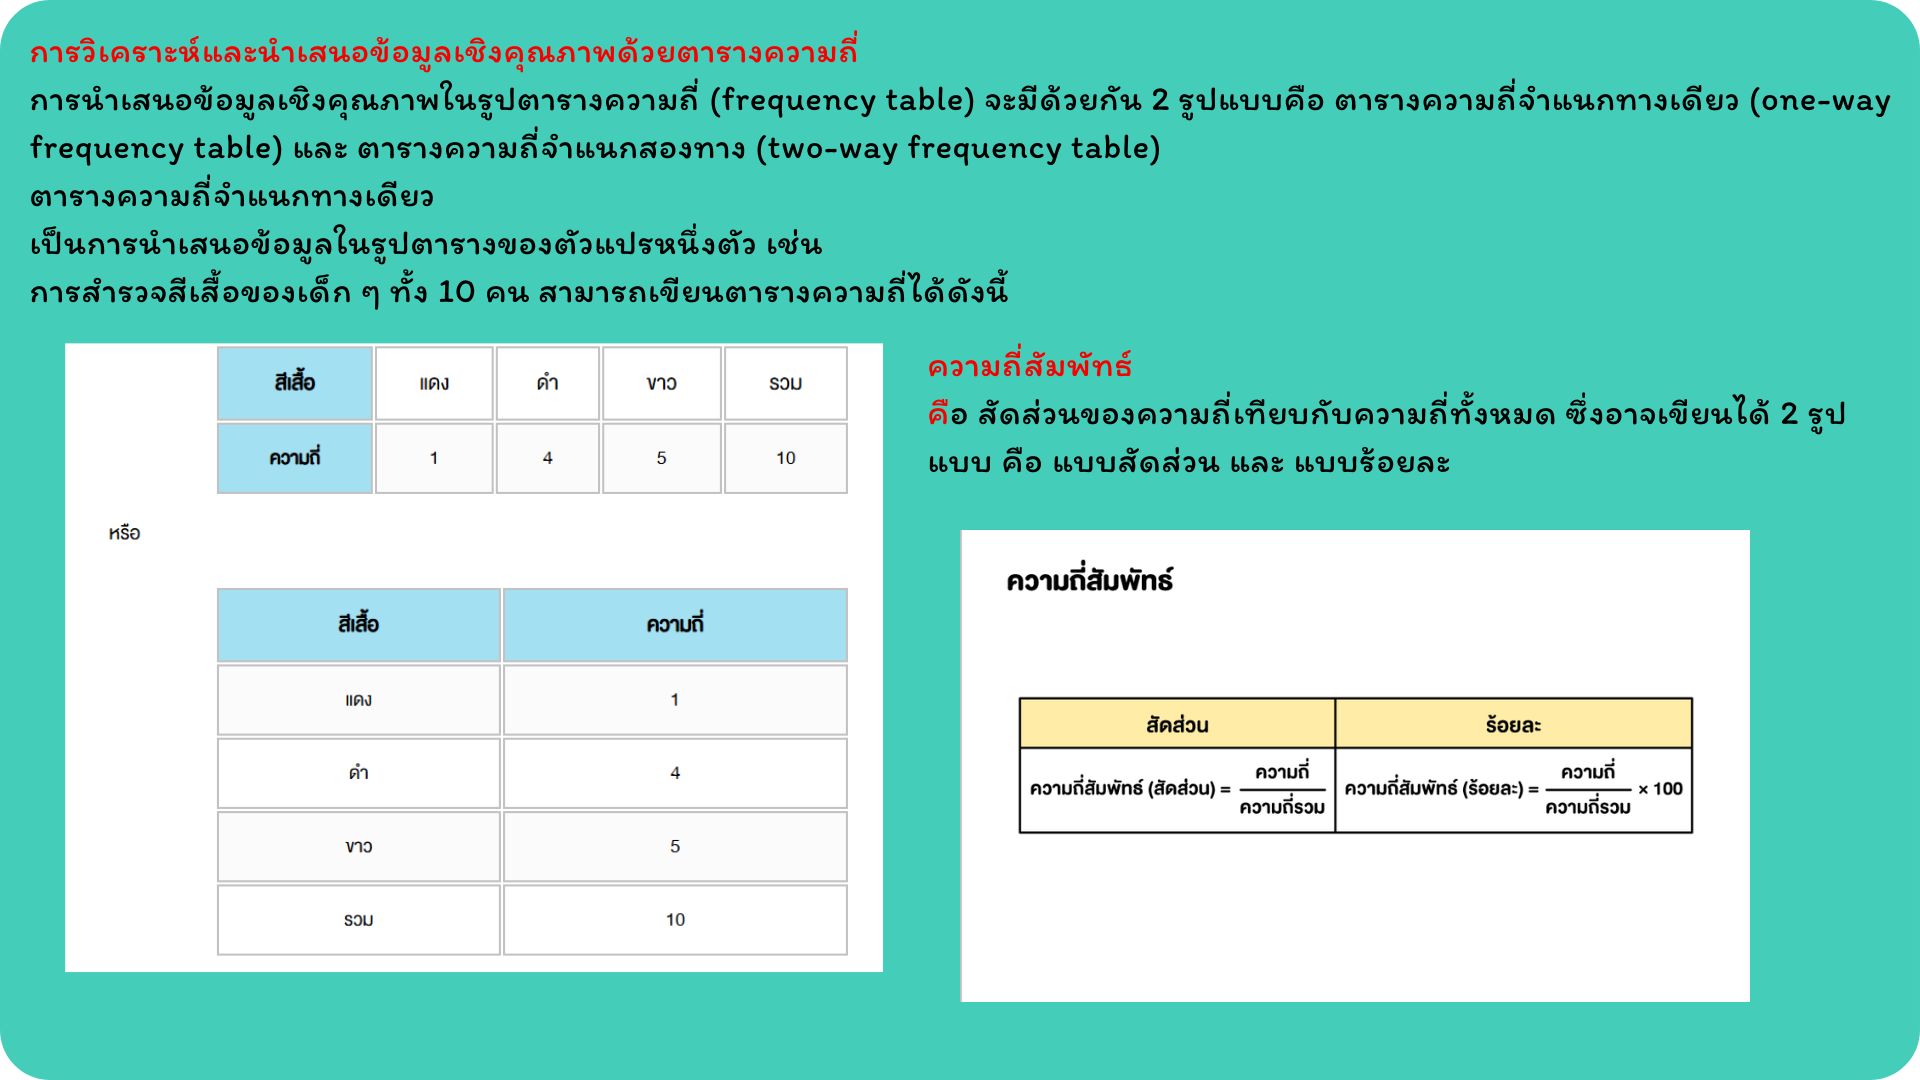 การวิเคราะห์และนำเสนอข้อมูลเชิงคุณภาพด้วยตารางความถี่
การนำเสนอข้อมูลเชิงคุณภาพในรูปตารางความถี่ (frequency table) จะมีด้วยกัน 2 รูปแบบคือ ตารางความถี่จำแนกทางเดียว (one-way
frequency table) และ ตารางความถี่จำแนกสองทาง (two-way frequency table)
ตารางความถี่จำแนกทางเดียว
เป็นการนำเสนอข้อมูลในรูปตารางของตัวแปรหนึ่งตัว เช่น
การสำรวจสีเสื้อของเด็ก ๆ ทั้ง 10 คน สามารถเขียนตารางความถี่ได้ดังนี้
สีเสื้อ แดง ดำ ขาว รวม
ความถี่ 1 4 5 10
หรือ
สีเสื้อ ความถี่
แดง 1
ดำ 4
ขาว 5
รวม 10
ความถี่สัมพัทธ์
คือ สัดส่วนของความถี่เทียบกับความถี่ทั้งหมด ซึ่งอาจเขียนได้ 2 รูป
แบบ คือ แบบสัดส่วน และ แบบร้อยละ
ความถี่สัมพัทธ์
สัดส่วน ร้อยละ
ความถี่สัมพัทธ์ (สัดส่วน) = ความถี่ / ความถี่รวม
ความถี่สัมพัทธ์ (ร้อยละ) = ความถี่ / ความถี่รวม × 100